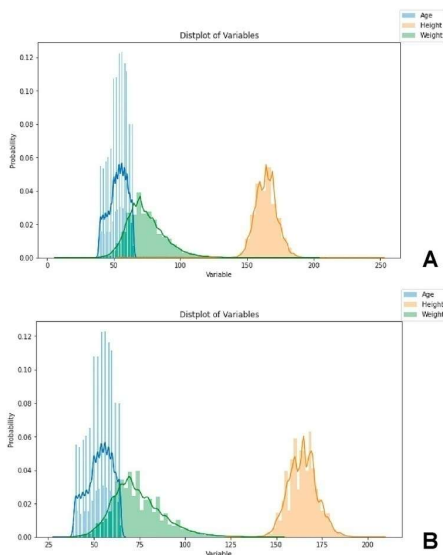 Age
Height
Weight
Distplot of Variables
0.12
0.10
0.08
0.06
0.04
0.02
0.00
Probability
0 50 100 150 200 250
Variable
A
Age
Height
Weight
Distplot of Variables
0.12
0.10
0.08
0.06
0.04
0.02
0.00
Probability
25 50 75 100 125 150 175 200
Variable
B